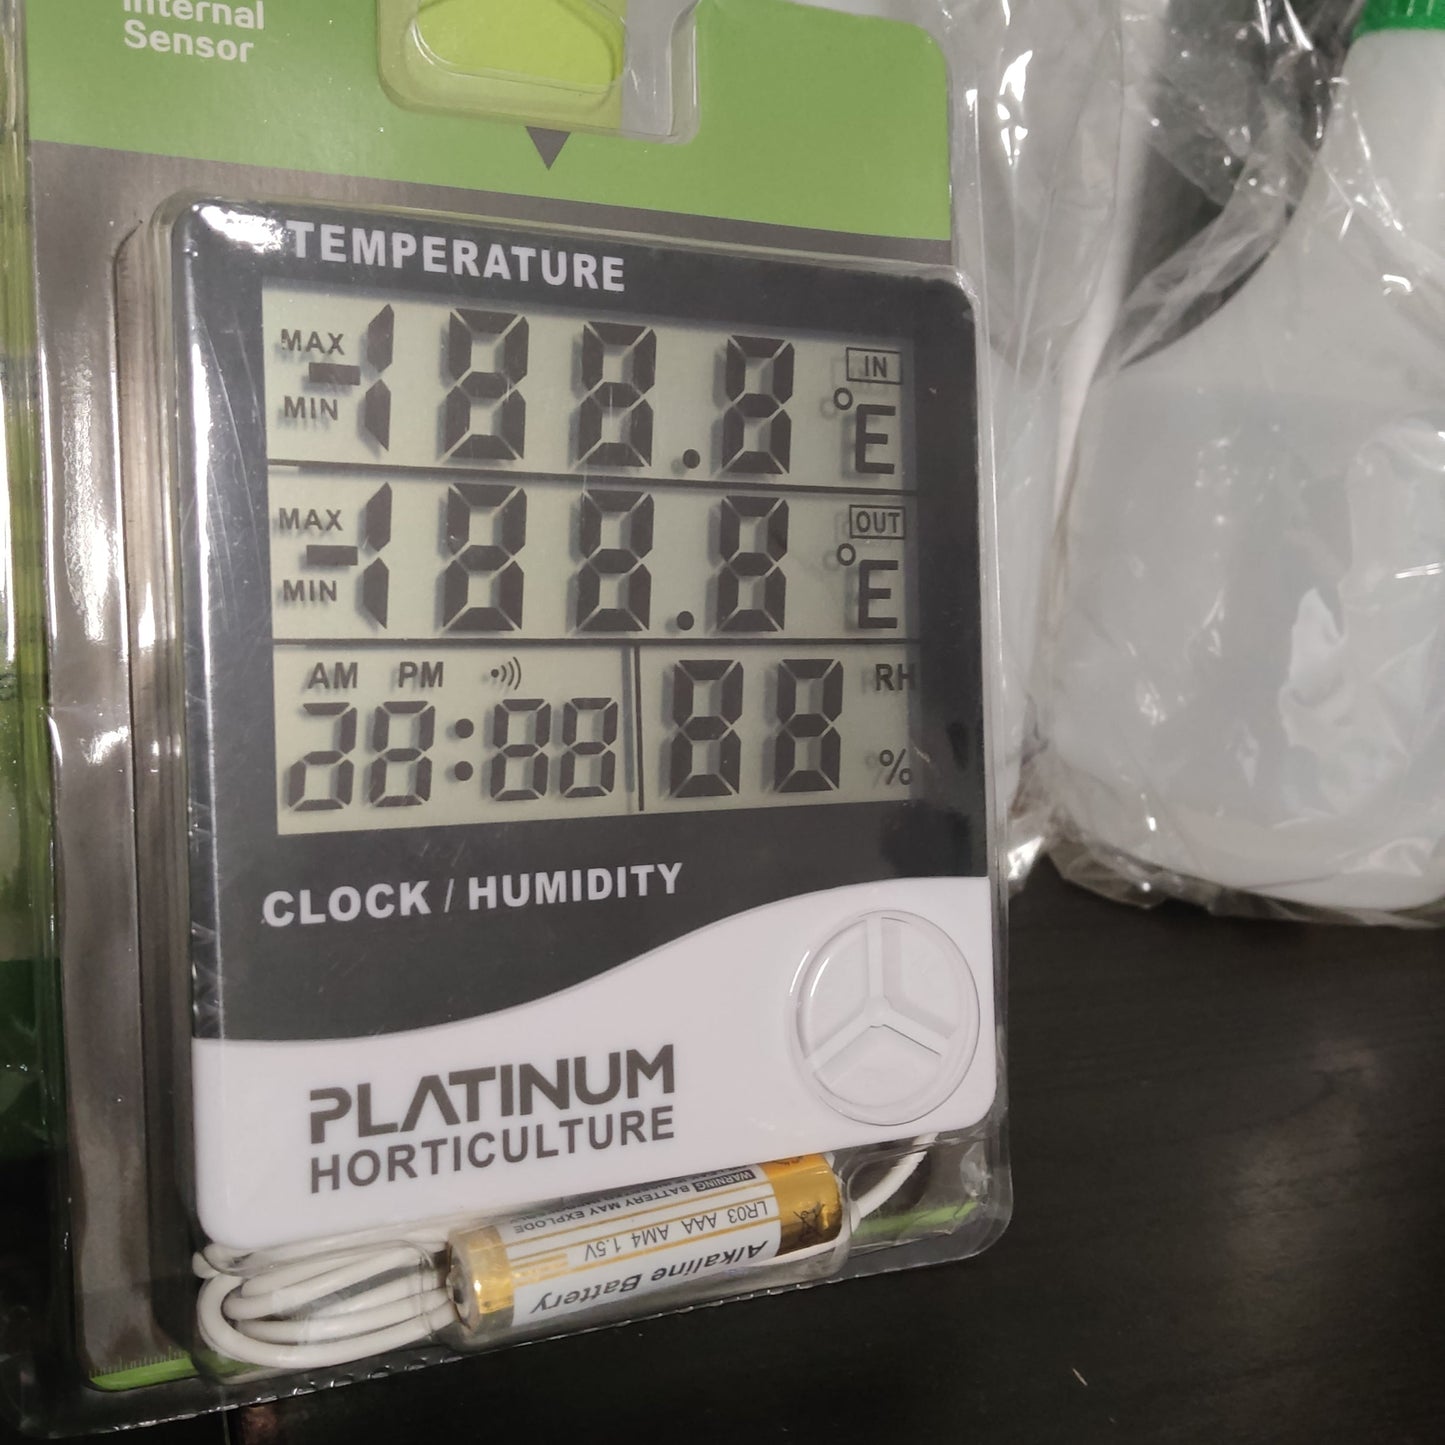 Internal
Sensor
TEMPERATURE
MAX
MIN
-188.8
IN
°E
MAX
MIN
-188.8
OUT
°E
AM PM
28:88
88
RH
%
CLOCK / HUMIDITY
PLATINUM
HORTICULTURE
WARNING BATTERY MAY EXPLODE
LR03 AAA AM4 1.5V
Alkaline Battery